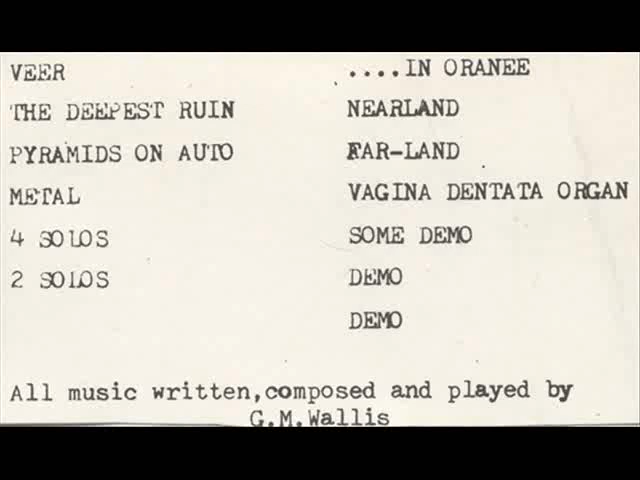 VEER
THE DEEPEST RUIN
PYRAMIDS ON AUTO
METAL
4 SOLOS
2 SOLOS
....IN ORANEE
NEARLAND
FAR-LAND
VAGINA DENTATA ORGAN
SOME DEMO
DEMO
DEMO
All music written,composed and played by
G.M.Wallis